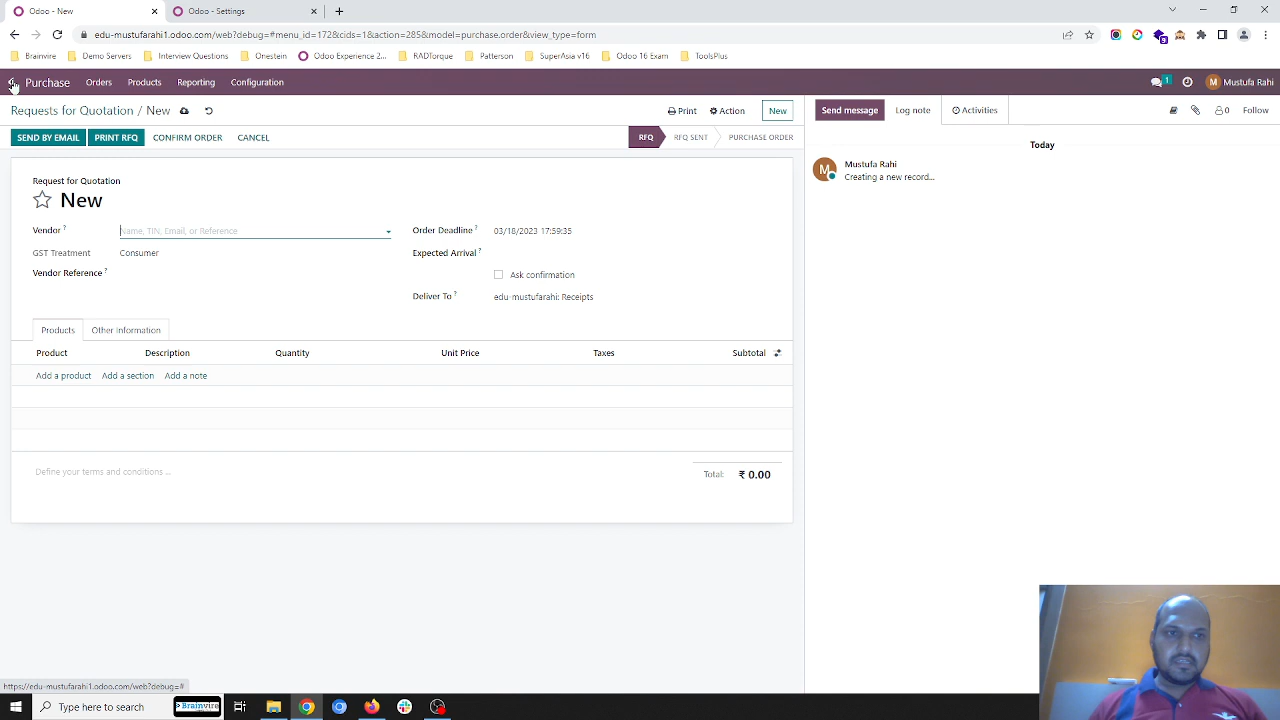 Odoo - New
Odoo - Settings
edu-mustufarahi1.odoo.com/web?debug=#menu_id=172&cids=1&action=285&model=purchase.order&view_type=form
Brainvire
Demo Servers
Interview Questions
Onestein
Odoo Experience 2...
RADTorque
Patterson
SuperAsia v16
Odoo 16 Exam
ToolsPlus
Purchase
Orders
Products
Reporting
Configuration
1
M
Mustufa Rahi
Requests for Quotation / New
Print
Action
New
Send message
Log note
Activities
0
Follow
SEND BY EMAIL
PRINT RFQ
CONFIRM ORDER
CANCEL
RFQ
RFQ SENT
PURCHASE ORDER
Today
M
Mustufa Rahi
Creating a new record...
Request for Quotation
New
Vendor ?
Name, TIN, Email, or Reference
Order Deadline ?
03/18/2023 17:59:35
GST Treatment
Consumer
Expected Arrival ?
Vendor Reference ?
Ask confirmation
Deliver To ?
edu-mustufarahi: Receipts
Products
Other Information
Product
Description
Quantity
Unit Price
Taxes
Subtotal
Add a product
Add a section
Add a note
Define your terms and conditions ...
Total:
₹ 0.00
https://edu-mustufarahi1.odoo.com/web?debug=#
Type here to search
Brainvire